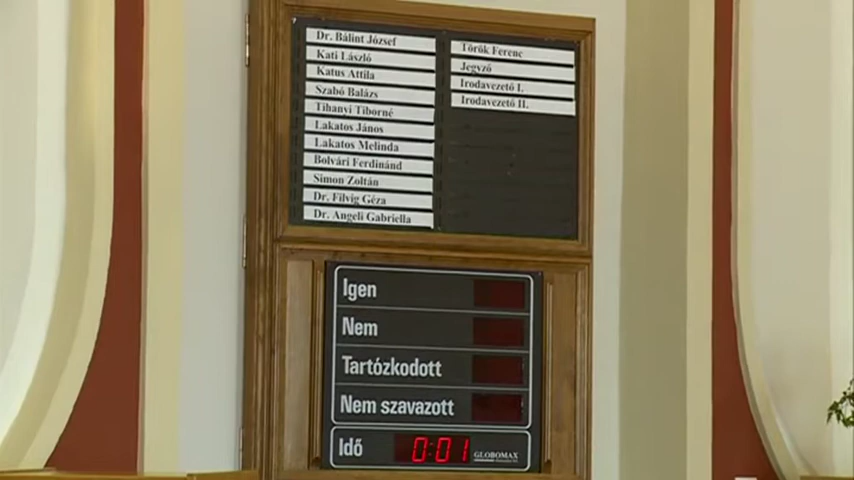 Dr. Bálint József
Kati László
Katus Attila
Szabó Balázs
Tihanyi Tiborné
Lakatos János
Lakatos Melinda
Bolvári Ferdinánd
Simon Zoltán
Dr. Filvig Géza
Dr. Angeli Gabriella
Török Ferenc
Jegyző
Irodavezető I.
Irodavezető II.
Igen
Nem
Tartózkodott
Nem szavazott
Idő 0:01 GLOBOMAX